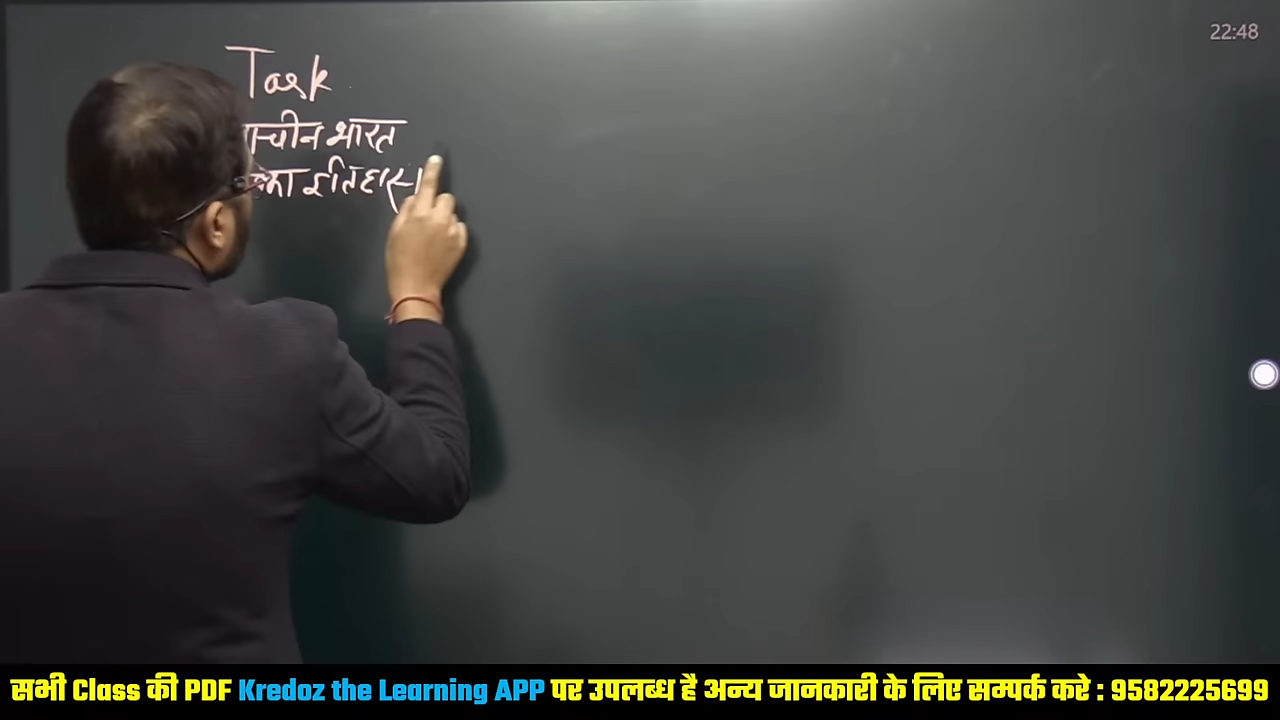 22:48
Task
प्राचीन भारत
का इतिहास
सभी Class की PDF Kredoz the Learning APP पर उपलब्ध है अन्य जानकारी के लिए सम्पर्क करे : 9582225699